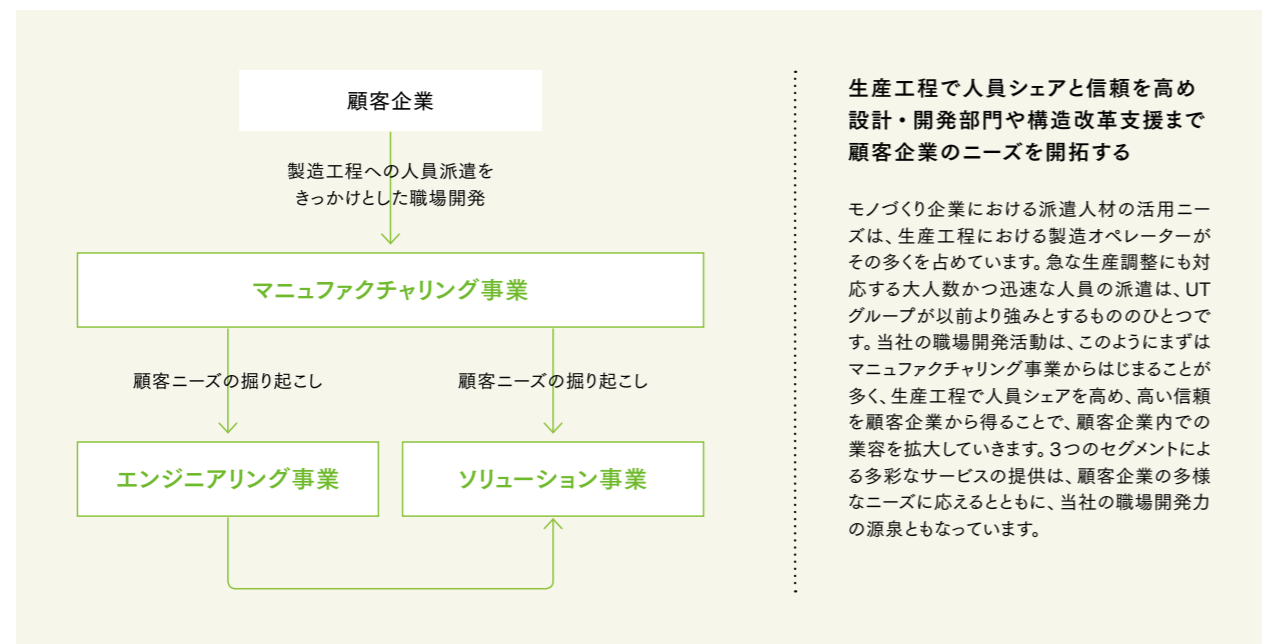 顧客企業
製造工程への人員派遣を
きっかけとした職場開発
マニュファクチャリング事業
顧客ニーズの掘り起こし
顧客ニーズの掘り起こし
エンジニアリング事業
ソリューション事業
生産工程で人員シェアと信頼を高め
設計・開発部門や構造改革支援まで
顧客企業のニーズを開拓する
モノづくり企業における派遣人材の活用ニー
ズは、生産工程における製造オペレーターが
その多くを占めています。急な生産調整にも対
応する大人数かつ迅速な人員の派遣は、UT
グループが以前より強みとするもののひとつで
す。当社の職場開発活動は、このようにまずは
マニュファクチャリング事業からはじまることが
多く、生産工程で人員シェアを高め、高い信頼
を顧客企業から得ることで、顧客企業内での
業容を拡大していきます。3つのセグメントによ
る多彩なサービスの提供は、顧客企業の多様
なニーズに応えるとともに、当社の職場開発力
の源泉ともなっています。